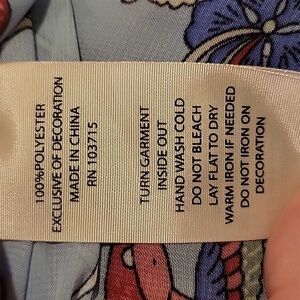 100%POLYESTER
EXCLUSIVE OF DECORATION
MADE IN CHINA
RN 103715
TURN GARMENT
INSIDE OUT
HAND WASH COLD
DO NOT BLEACH
LAY FLAT TO DRY
WARM IRON IF NEEDED
DO NOT IRON ON
DECORATION